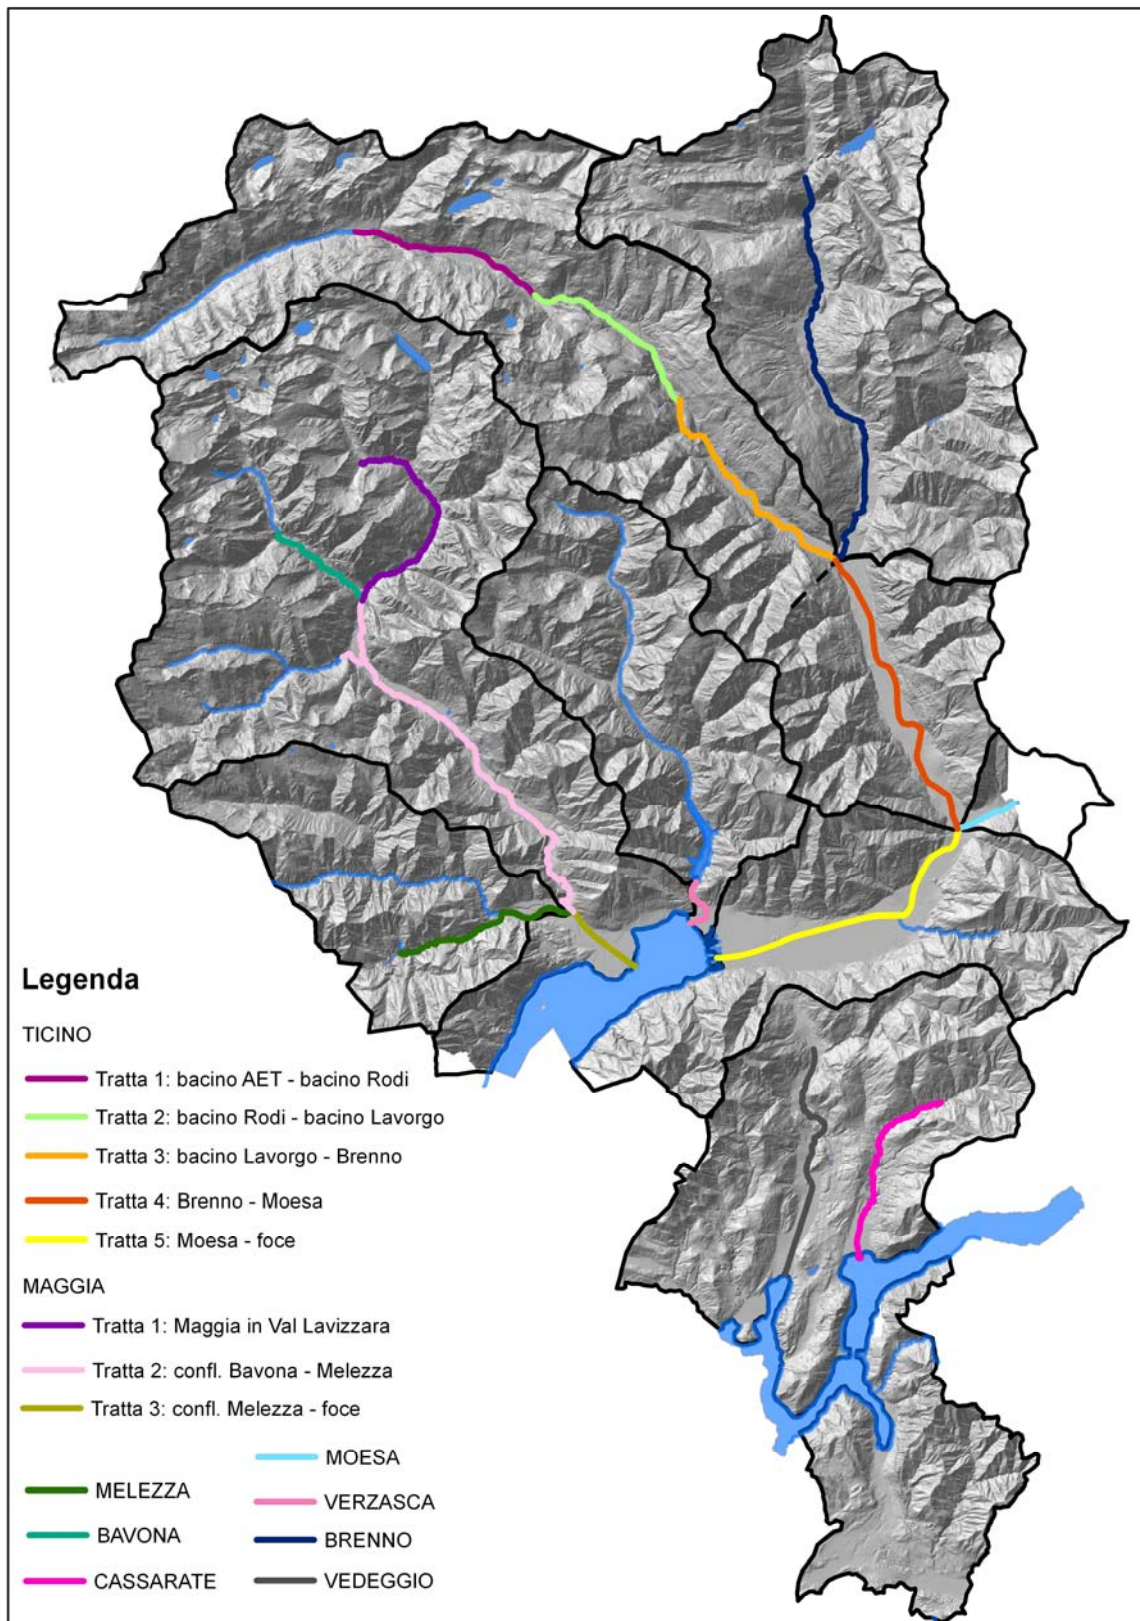 Legenda
TICINO
Tratta 1: bacino AET - bacino Rodi
Tratta 2: bacino Rodi - bacino Lavorgo
Tratta 3: bacino Lavorgo - Brenno
Tratta 4: Brenno - Moesa
Tratta 5: Moesa - foce
MAGGIA
Tratta 1: Maggia in Val Lavizzara
Tratta 2: confl. Bavona - Melezza
Tratta 3: confl. Melezza - foce
MELEZZA
BAVONA
CASSARATE
MOESA
VERZASCA
BRENNO
VEDEGGIO